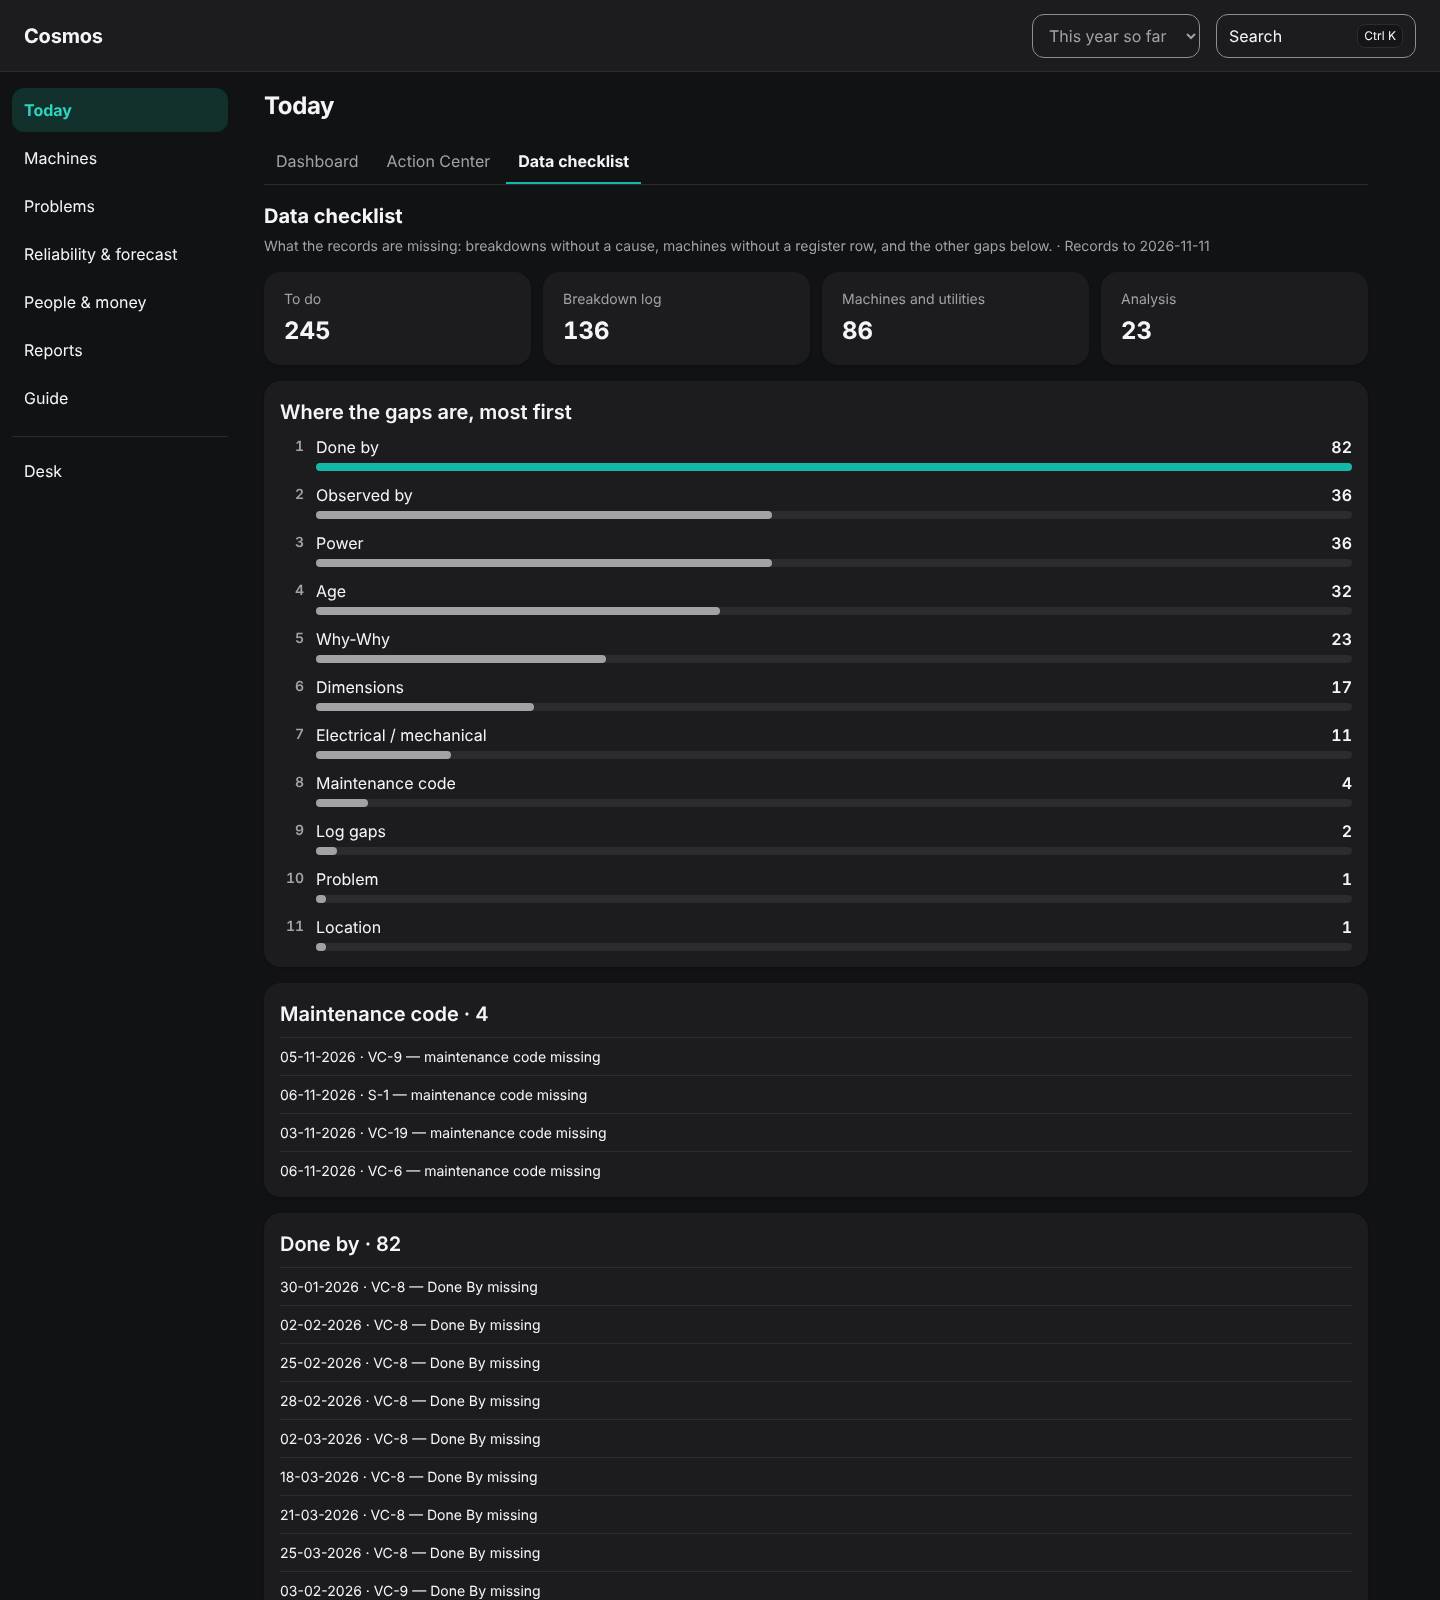 Cosmos
This year so far
Search
Ctrl K
Today
Machines
Problems
Reliability & forecast
People & money
Reports
Guide
Desk
Today
Dashboard
Action Center
Data checklist
Data checklist
What the records are missing: breakdowns without a cause, machines without a register row, and the other gaps below. · Records to 2026-11-11
To do
245
Breakdown log
136
Machines and utilities
86
Analysis
23
Where the gaps are, most first
1 Done by 82
2 Observed by 36
3 Power 36
4 Age 32
5 Why-Why 23
6 Dimensions 17
7 Electrical / mechanical 11
8 Maintenance code 4
9 Log gaps 2
10 Problem 1
11 Location 1
Maintenance code · 4
05-11-2026 · VC-9 — maintenance code missing
06-11-2026 · S-1 — maintenance code missing
03-11-2026 · VC-19 — maintenance code missing
06-11-2026 · VC-6 — maintenance code missing
Done by · 82
30-01-2026 · VC-8 — Done By missing
02-02-2026 · VC-8 — Done By missing
25-02-2026 · VC-8 — Done By missing
28-02-2026 · VC-8 — Done By missing
02-03-2026 · VC-8 — Done By missing
18-03-2026 · VC-8 — Done By missing
21-03-2026 · VC-8 — Done By missing
25-03-2026 · VC-8 — Done By missing
03-02-2026 · VC-9 — Done By missing